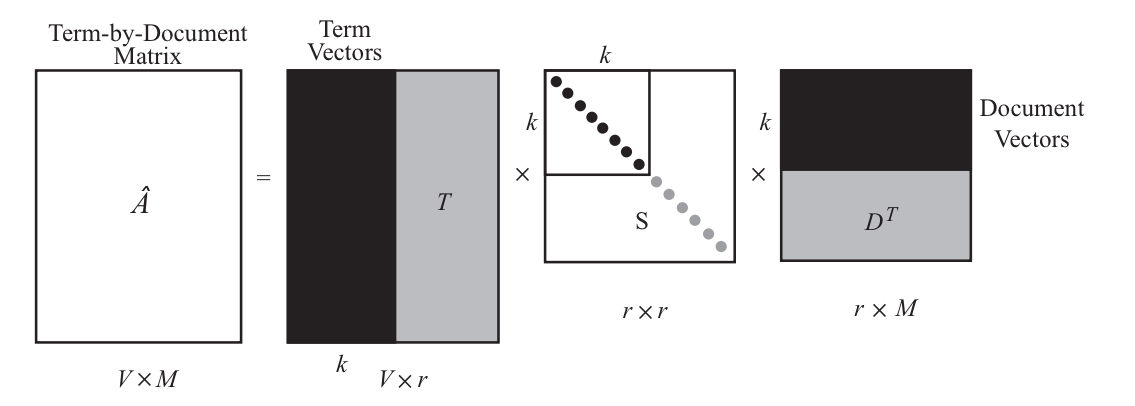 Term-by-Document
Matrix
Term
Vectors
k
k
k
Document
Vectors
Â
=
T
×
S
×
D^T
r × r
r × M
k
V × M
V × r